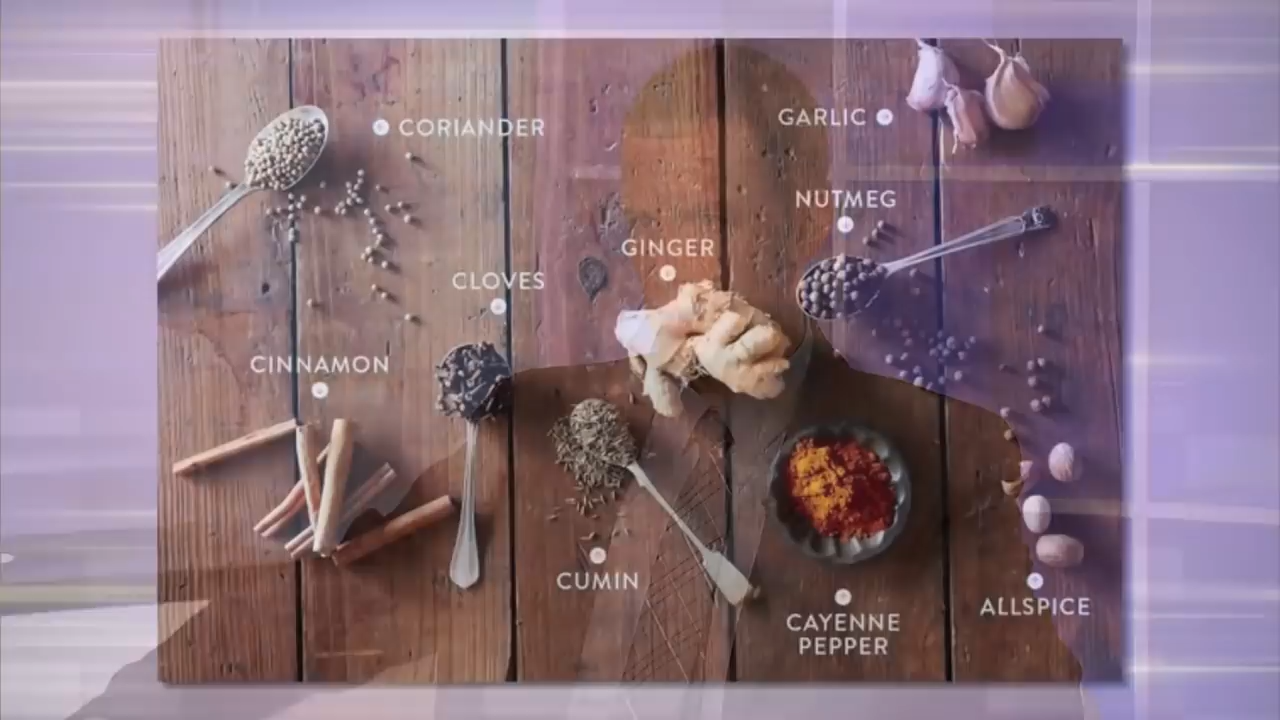 CORIANDER
GARLIC
NUTMEG
GINGER
CLOVES
CINNAMON
CUMIN
CAYENNE
PEPPER
ALLSPICE